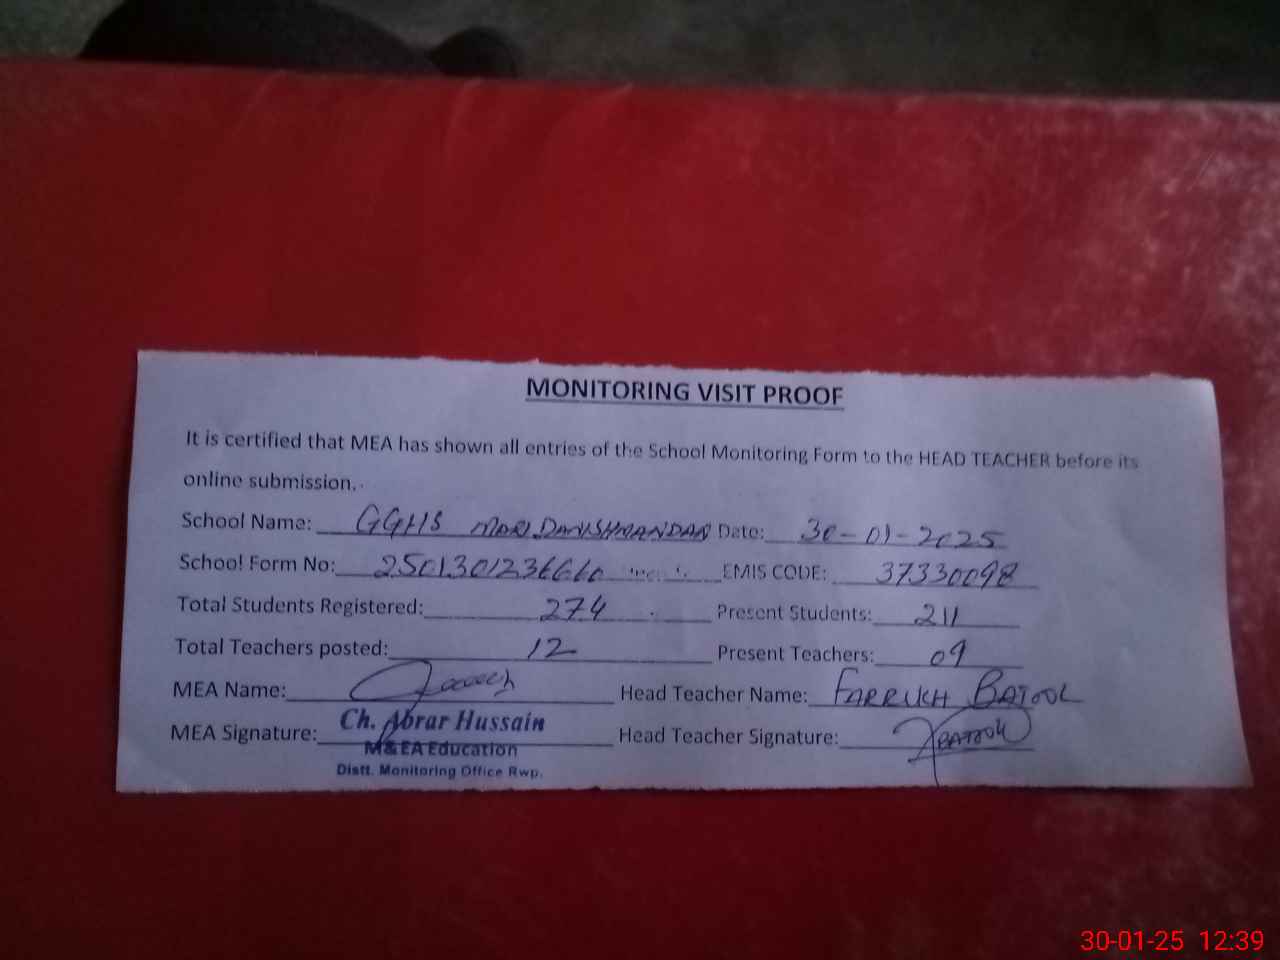 MONITORING VISIT PROOF
It is certified that MEA has shown all entries of the School Monitoring Form to the HEAD TEACHER before its
online submission.
School Name: GGHS MARI DANISHMANDAN Date: 30-01-2025
School Form No: 2501301236660 EMIS CODE: 37330098
Total Students Registered: 274 Present Students: 211
Total Teachers posted: 12 Present Teachers: 09
MEA Name: Head Teacher Name: FARRUKH BATOOL
Ch. Abrar Hussain
MEA Signature: Head Teacher Signature: BATOOL
M&EA Education
Distt. Monitoring Office Rwp.
30-01-25 12:39